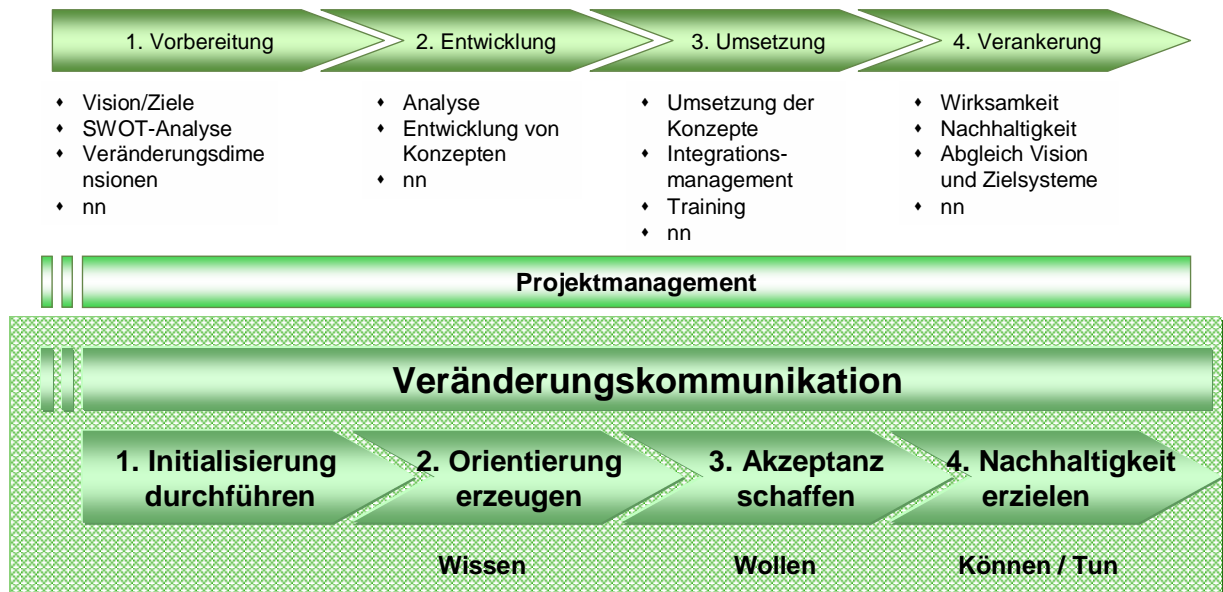 1. Vorbereitung
2. Entwicklung
3. Umsetzung
4. Verankerung
Vision/Ziele
SWOT-Analyse
Veränderungsdime
nsionen
nn
Analyse
Entwicklung von
Konzepten
nn
Umsetzung der
Konzepte
Integrations-
management
Training
nn
Wirksamkeit
Nachhaltigkeit
Abgleich Vision
und Zielsysteme
nn
Projektmanagement
Veränderungskommunikation
1. Initialisierung
durchführen
2. Orientierung
erzeugen
3. Akzeptanz
schaffen
4. Nachhaltigkeit
erzielen
Wissen
Wollen
Können / Tun